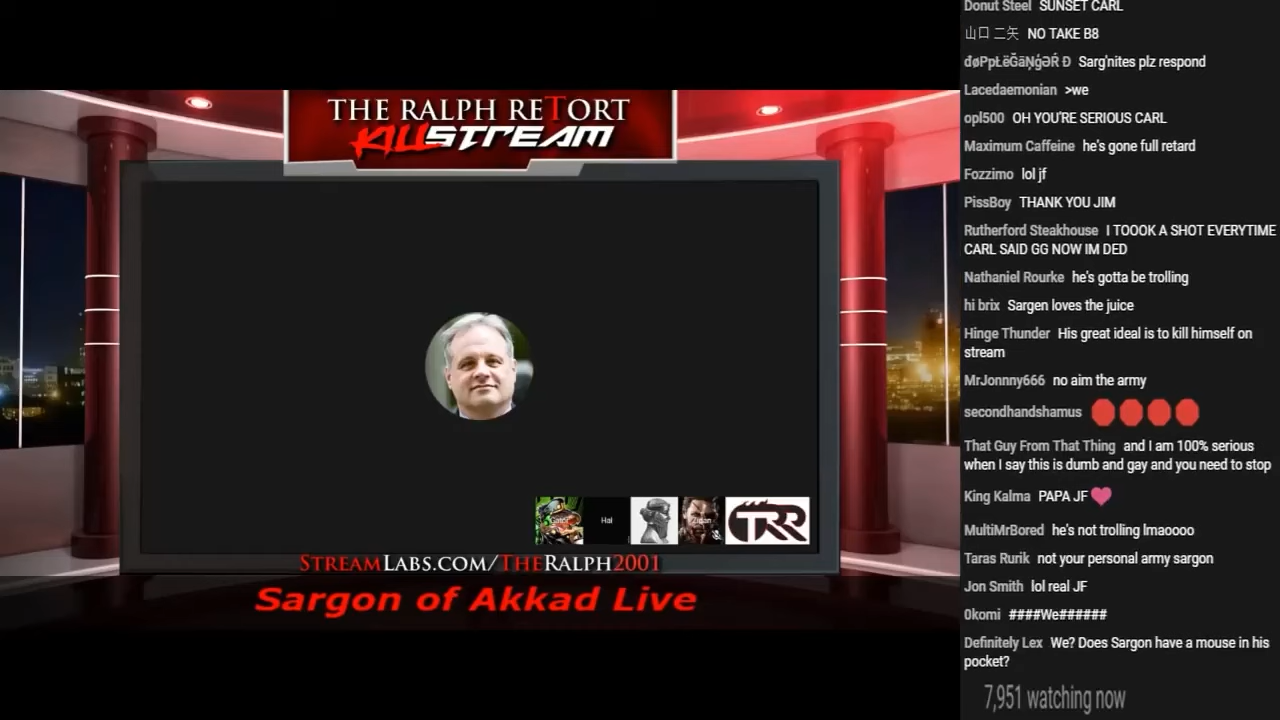 THE RALPH RETORT
KILLSTREAM
Gator
Hal
Zidan
TRR
STREAMLABS.COM/THERALPH2001
Sargon of Akkad Live
Donut Steel SUNSET CARL
山口 二矢 NO TAKE B8
Sarg'nites plz respond
Lacedaemonian >we
opl500 OH YOU'RE SERIOUS CARL
Maximum Caffeine he's gone full retard
Fozzimo lol jf
PissBoy THANK YOU JIM
Rutherford Steakhouse I TOOOK A SHOT EVERYTIME
CARL SAID GG NOW IM DED
Nathaniel Rourke he's gotta be trolling
hi brix Sargen loves the juice
Hinge Thunder His great ideal is to kill himself on
stream
MrJonnny666 no aim the army
secondhandshamus
That Guy From That Thing and I am 100% serious
when I say this is dumb and gay and you need to stop
King Kalma PAPA JF
MultiMrBored he's not trolling lmaoooo
Taras Rurik not your personal army sargon
Jon Smith lol real JF
0komi ####We######
Definitely Lex We? Does Sargon have a mouse in his
pocket?
7,951 watching now